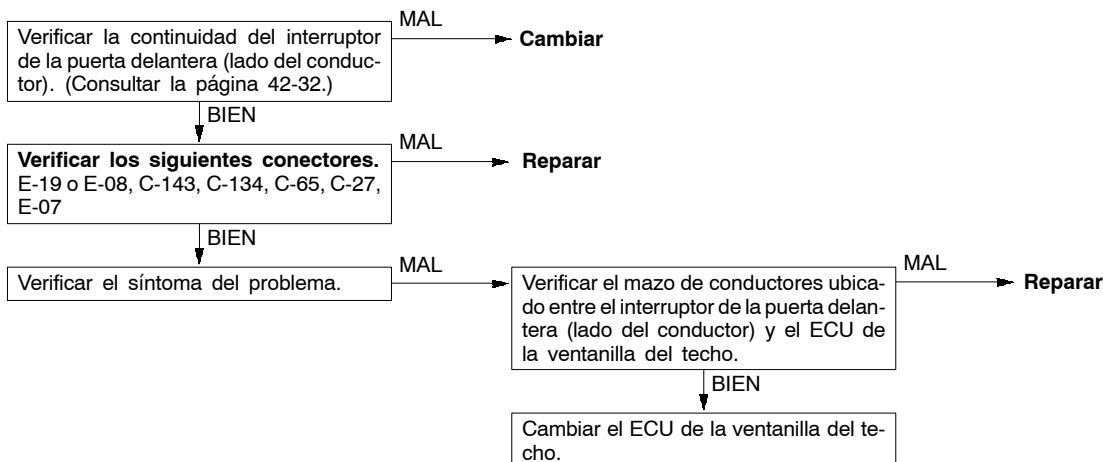 Verificar la continuidad del interruptor
de la puerta delantera (lado del conduc-
tor). (Consultar la página 42-32.)
MAL
Cambiar
BIEN
Verificar los siguientes conectores.
E-19 o E-08, C-143, C-134, C-65, C-27,
E-07
MAL
Reparar
BIEN
Verificar el síntoma del problema.
MAL
Verificar el mazo de conductores ubica-
do entre el interruptor de la puerta delan-
tera (lado del conductor) y el ECU de
la ventanilla del techo.
MAL
Reparar
BIEN
Cambiar el ECU de la ventanilla del te-
cho.